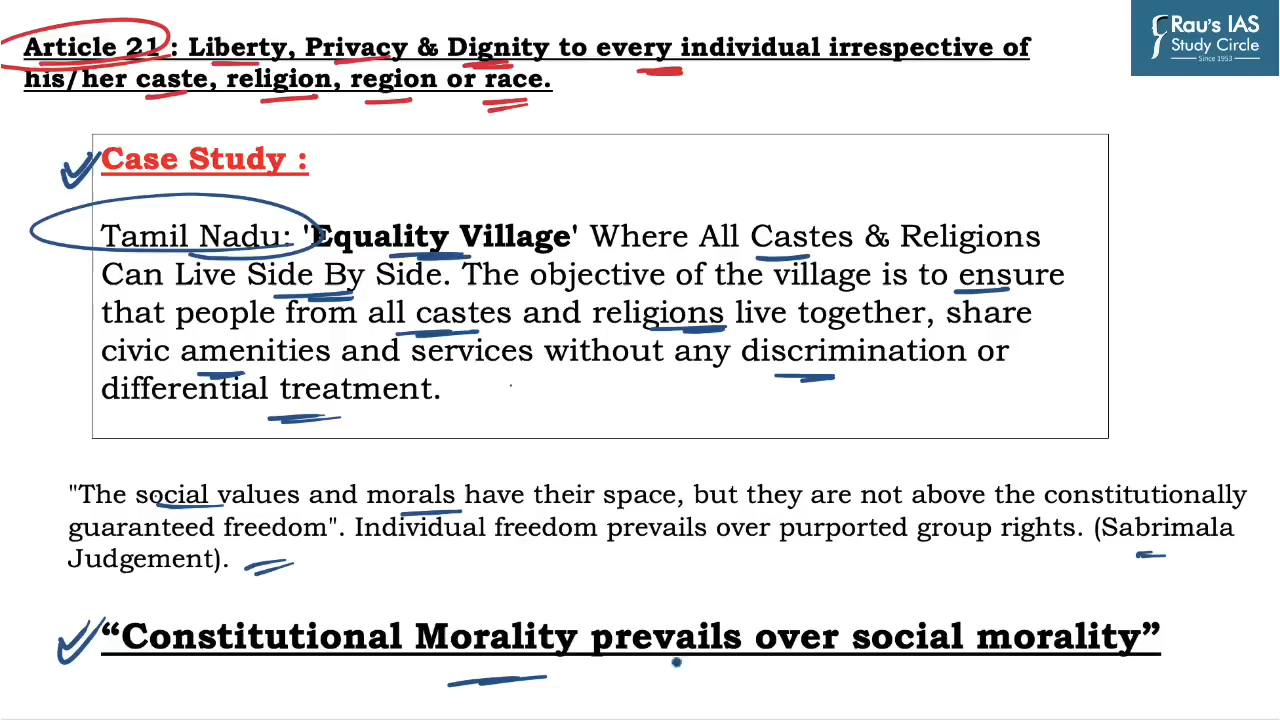 Article 21 : Liberty, Privacy & Dignity to every individual irrespective of
his/her caste, religion, region or race.
Rau's IAS
Study Circle
Since 1953
Case Study :
Tamil Nadu: 'Equality Village' Where All Castes & Religions
Can Live Side By Side. The objective of the village is to ensure
that people from all castes and religions live together, share
civic amenities and services without any discrimination or
differential treatment.
"The social values and morals have their space, but they are not above the constitutionally
guaranteed freedom". Individual freedom prevails over purported group rights. (Sabrimala
Judgement).
“Constitutional Morality prevails over social morality”